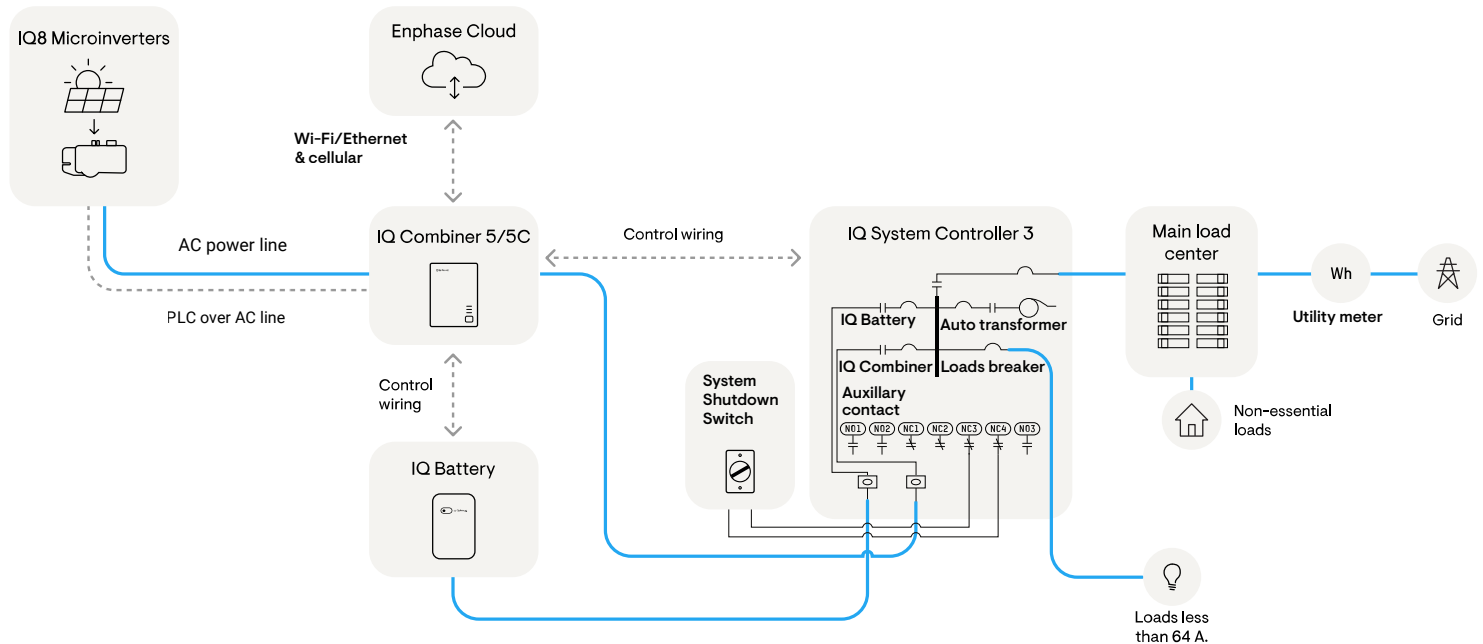 IQ8 Microinverters
Enphase Cloud
Wi-Fi/Ethernet
& cellular
AC power line
PLC over AC line
IQ Combiner 5/5C
Control wiring
IQ System Controller 3
Main load
center
Wh
Utility meter
Grid
IQ Battery
Auto transformer
IQ Combiner
Loads breaker
Auxillary
contact
NO1
NO2
NC1
NC2
NC3
NC4
NO3
System
Shutdown
Switch
Non-essential
loads
Control
wiring
IQ Battery
Loads less
than 64 A.